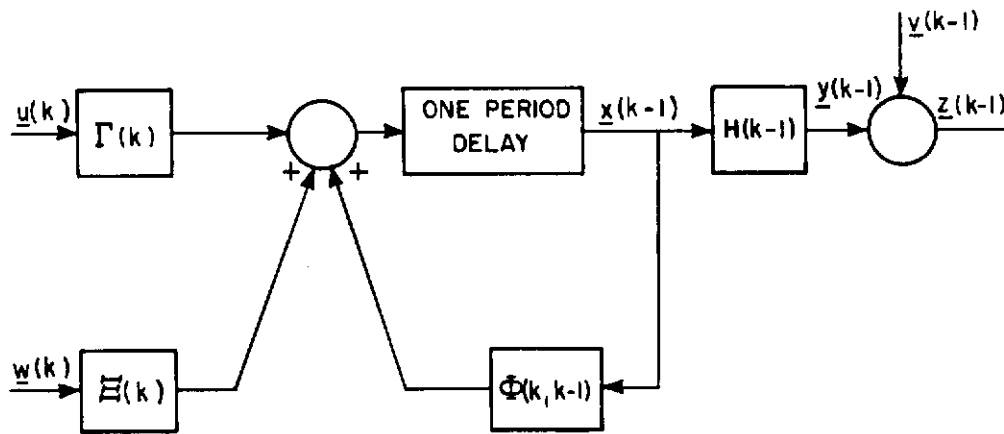 v(k-1)
u(k)
Γ(k)
ONE PERIOD
DELAY
x(k-1)
H(k-1)
y(k-1)
z(k-1)
+ +
w(k)
Ξ(k)
Φ(k,k-1)